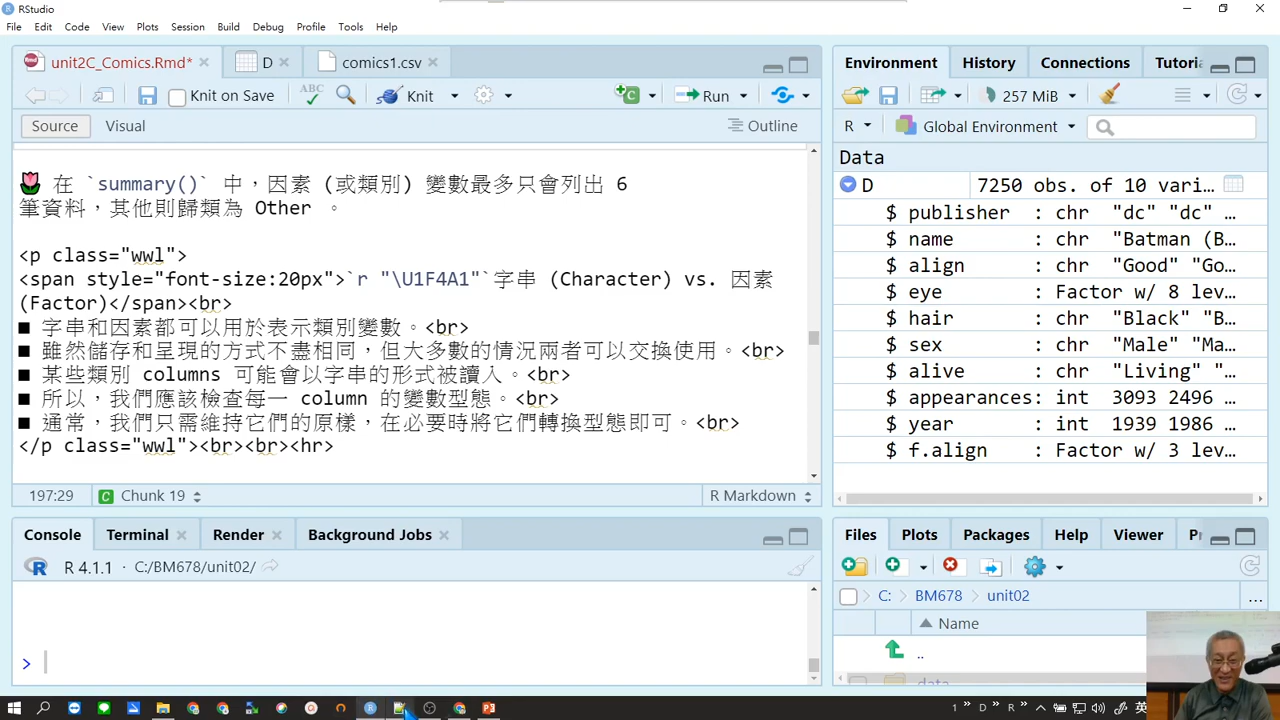 RStudio
File Edit Code View Plots Session Build Debug Profile Tools Help
unit2C_Comics.Rmd* D comics1.csv
Knit on Save ABC Knit Run
Source Visual Outline
🌷 在 `summary()` 中，因素 (或類別) 變數最多只會列出 6
筆資料，其他則歸類為 Other 。
<p class="wwl">
<span style="font-size:20px">`r "\U1F4A1"`字串 (Character) vs. 因素
(Factor)</span><br>
■ 字串和因素都可以用於表示類別變數。<br>
■ 雖然儲存和呈現的方式不盡相同，但大多數的情況兩者可以交換使用。<br>
■ 某些類別 columns 可能會以字串的形式被讀入。<br>
■ 所以，我們應該檢查每一 column 的變數型態。<br>
■ 通常，我們只需維持它們的原樣，在必要時將它們轉換型態即可。<br>
</p class="wwl"><br><br><hr>
197:29 C Chunk 19 R Markdown
Console Terminal Render Background Jobs
R 4.1.1 · C:/BM678/unit02/
>
Environment History Connections Tutori
257 MiB
R Global Environment
Data
D 7250 obs. of 10 vari…
$ publisher : chr "dc" "dc" …
$ name : chr "Batman (B…
$ align : chr "Good" "Go…
$ eye : Factor w/ 8 lev…
$ hair : chr "Black" "B…
$ sex : chr "Male" "Ma…
$ alive : chr "Living" "…
$ appearances: int 3093 2496 …
$ year : int 1939 1986 …
$ f.align : Factor w/ 3 lev…
Files Plots Packages Help Viewer
C: BM678 unit02 ...
Name
..
data
1 » D » R » 英